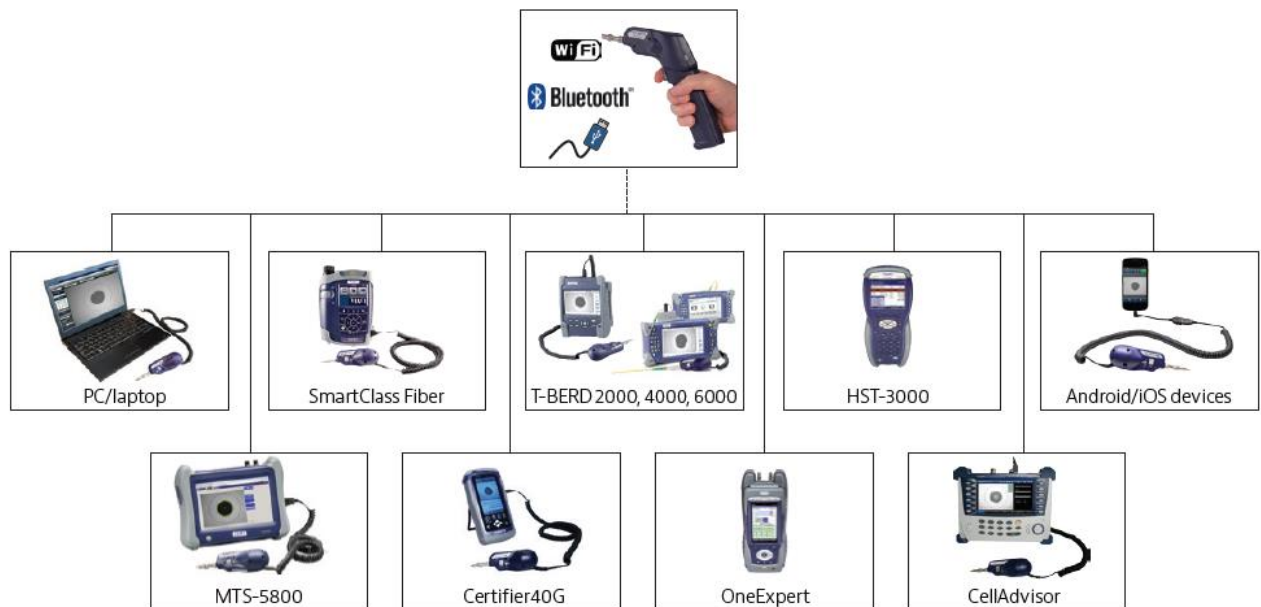 WiFi
Bluetooth
PC/laptop
SmartClass Fiber
T-BERD 2000, 4000, 6000
HST-3000
Android/iOS devices
MTS-5800
Certifier40G
OneExpert
CellAdvisor